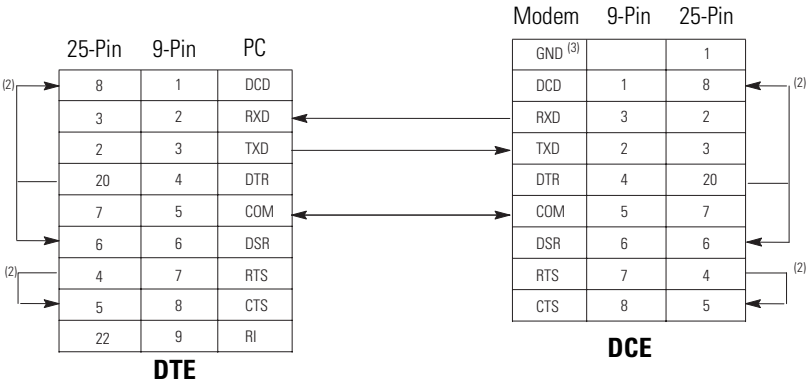 25-Pin 9-Pin PC
8 1 DCD
3 2 RXD
2 3 TXD
20 4 DTR
7 5 COM
6 6 DSR
4 7 RTS
5 8 CTS
22 9 RI
(2)
(2)
DTE
Modem 9-Pin 25-Pin
GND (3) 1
DCD 1 8
RXD 3 2
TXD 2 3
DTR 4 20
COM 5 7
DSR 6 6
RTS 7 4
CTS 8 5
(2)
(2)
DCE